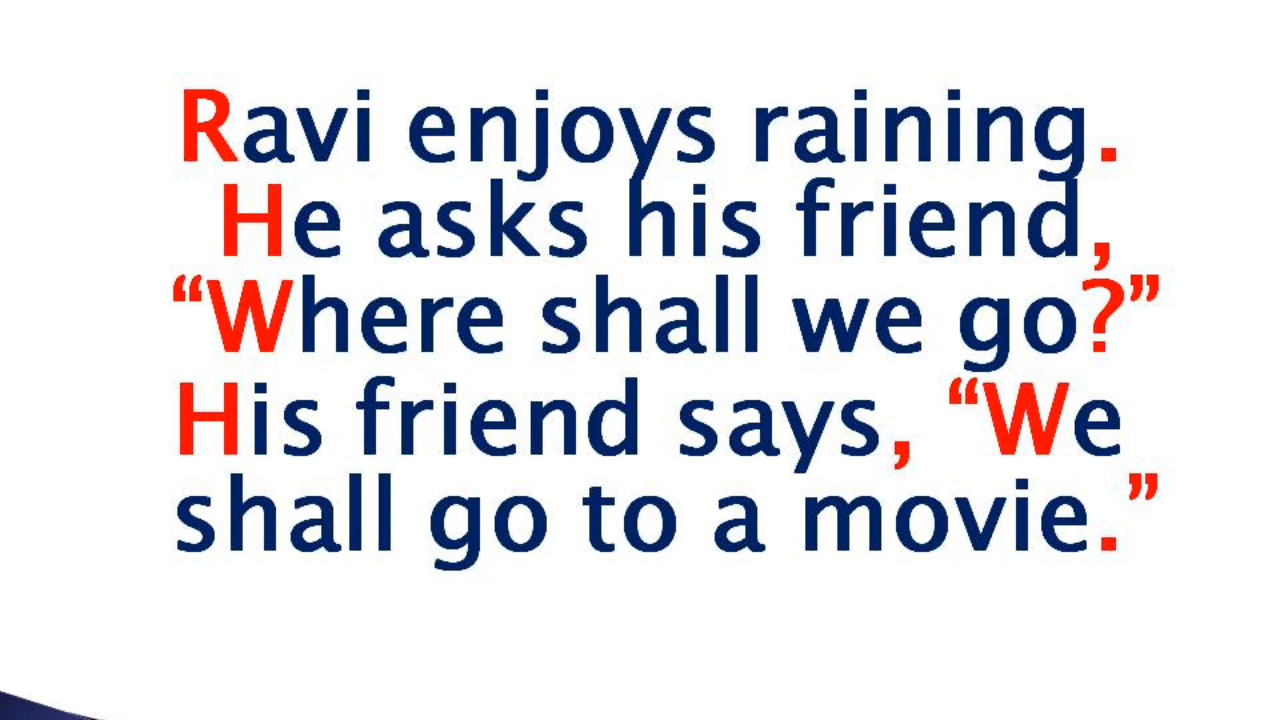 Ravi enjoys raining.
He asks his friend,
“Where shall we go?”
His friend says, “We
shall go to a movie.”